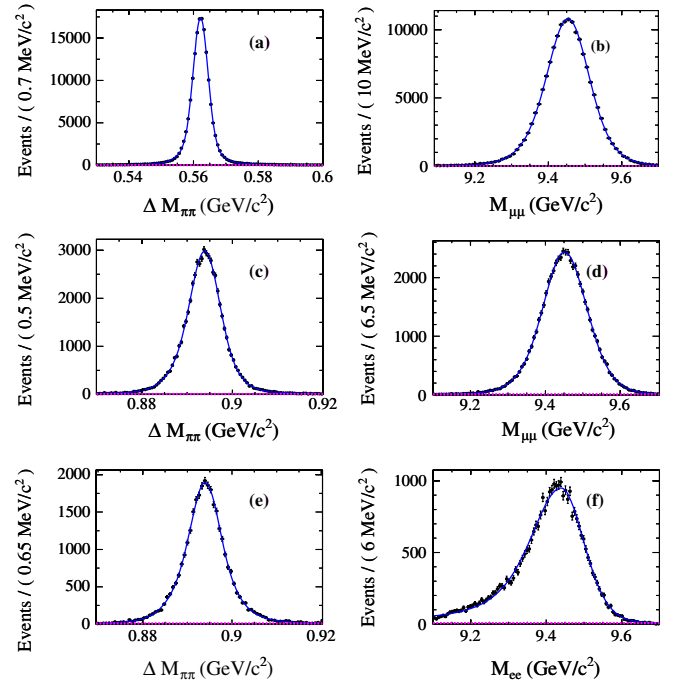 Events / ( 0.7 MeV/c²)
15000
10000
5000
0
(a)
0.54 0.56 0.58 0.6
Δ M_ππ (GeV/c²)
Events / ( 10 MeV/c²)
10000
5000
0
(b)
9.2 9.4 9.6
M_μμ (GeV/c²)
Events / ( 0.5 MeV/c²)
3000
2000
1000
0
(c)
0.88 0.9 0.92
Δ M_ππ (GeV/c²)
Events / ( 6.5 MeV/c²)
2000
1000
0
(d)
9.2 9.4 9.6
M_μμ (GeV/c²)
Events / ( 0.65 MeV/c²)
2000
1500
1000
500
0
(e)
0.88 0.9 0.92
Δ M_ππ (GeV/c²)
Events / ( 6 MeV/c²)
1000
500
0
(f)
9.2 9.4 9.6
M_ee (GeV/c²)